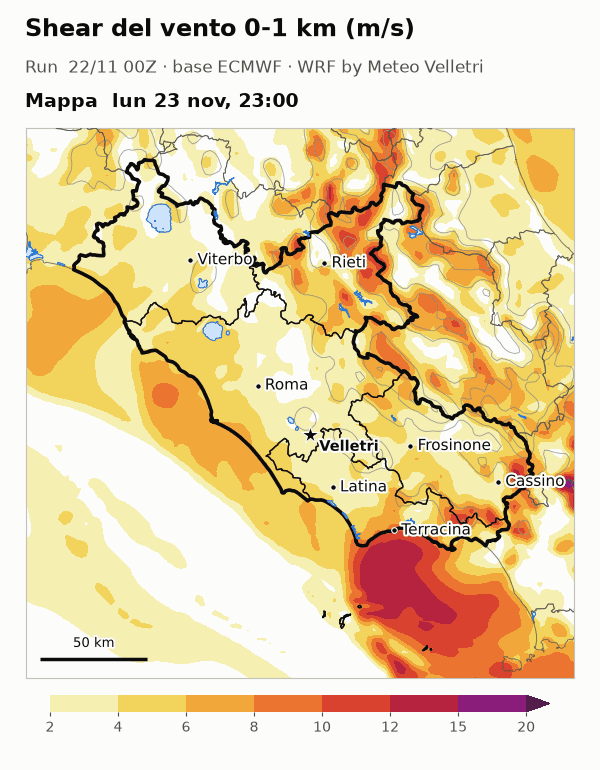 Shear del vento 0-1 km (m/s)
Run  22/11 00Z · base ECMWF · WRF by Meteo Velletri
Mappa  lun 23 nov, 23:00
Viterbo
Rieti
Roma
Velletri
Frosinone
Cassino
Latina
Terracina
50 km
2 4 6 8 10 12 15 20